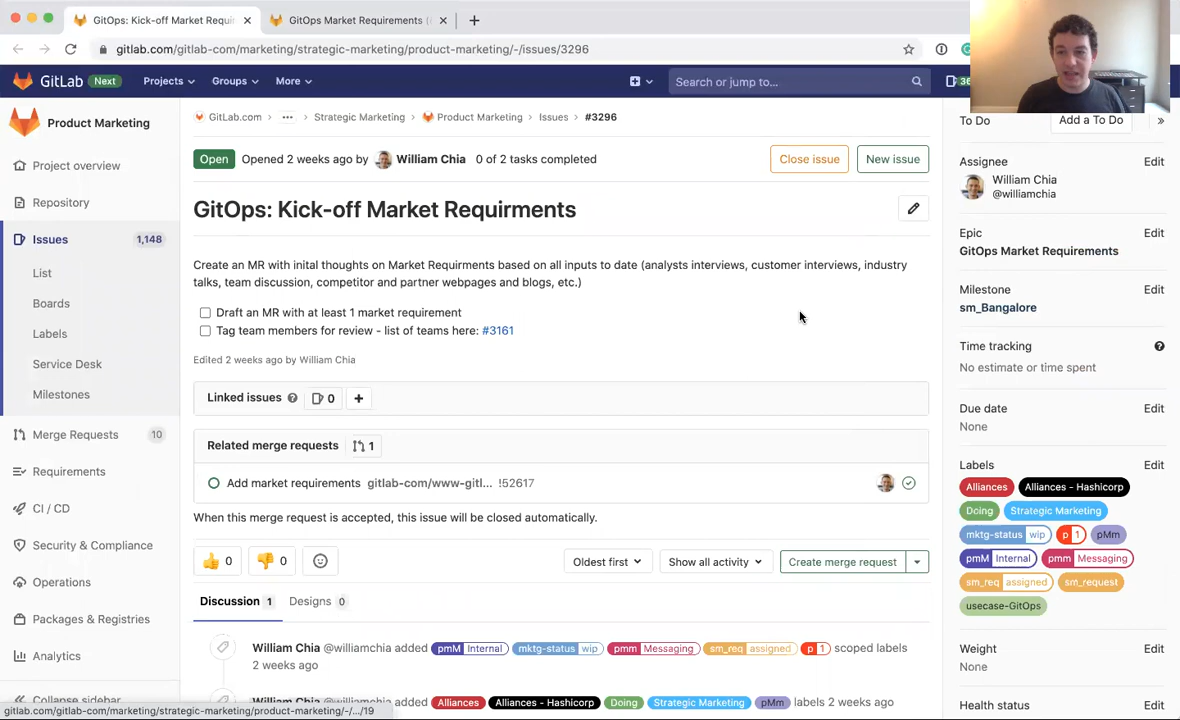 GitOps: Kick-off Market Requir
GitOps Market Requirements (
gitlab.com/gitlab-com/marketing/strategic-marketing/product-marketing/-/issues/3296
GitLab Next Projects Groups More Search or jump to...
Product Marketing
Project overview
Repository
Issues 1,148
List
Boards
Labels
Service Desk
Milestones
Merge Requests 10
Requirements
CI / CD
Security & Compliance
Operations
Packages & Registries
Analytics
Collapse sidebar
gitlab.com/gitlab-com/marketing/strategic-marketing/product-marketing/-/.../19
GitLab.com ... Strategic Marketing Product Marketing Issues #3296
Open Opened 2 weeks ago by William Chia 0 of 2 tasks completed Close issue New issue
GitOps: Kick-off Market Requirments
Create an MR with inital thoughts on Market Requirments based on all inputs to date (analysts interviews, customer interviews, industry
talks, team discussion, competitor and partner webpages and blogs, etc.)
Draft an MR with at least 1 market requirement
Tag team members for review - list of teams here: #3161
Edited 2 weeks ago by William Chia
Linked issues 0
Related merge requests 1
Add market requirements gitlab-com/www-gitl... !52617
When this merge request is accepted, this issue will be closed automatically.
0 0 Oldest first Show all activity Create merge request
Discussion 1 Designs 0
William Chia @williamchia added pmM Internal mktg-status wip pmm Messaging sm_req assigned p 1 scoped labels
2 weeks ago
William Chia @williamchia added Alliances Alliances - Hashicorp Doing Strategic Marketing pMm labels 2 weeks ago
To Do Add a To Do
Assignee Edit
William Chia
@williamchia
Epic Edit
GitOps Market Requirements
Milestone Edit
sm_Bangalore
Time tracking
No estimate or time spent
Due date Edit
None
Labels Edit
Alliances Alliances - Hashicorp
Doing Strategic Marketing
mktg-status wip p 1 pMm
pmM Internal pmm Messaging
sm_req assigned sm_request
usecase-GitOps
Weight Edit
None
Health status Edit